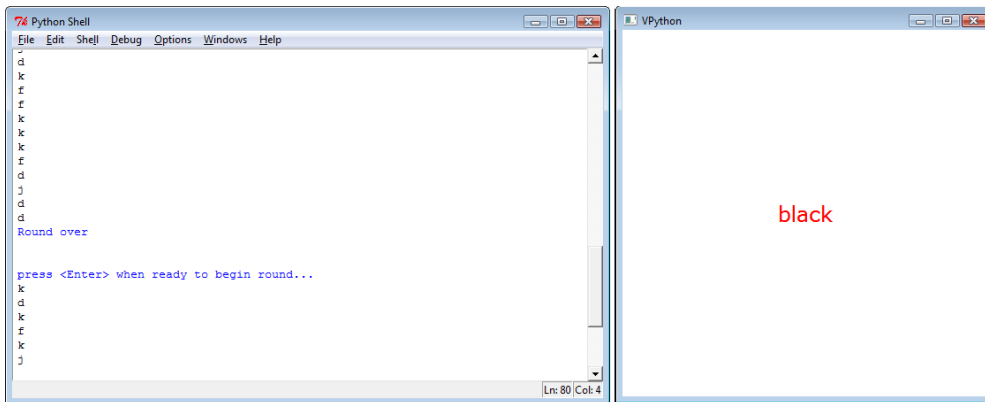 Python Shell
File Edit Shell Debug Options Windows Help
d
k
f
f
k
k
k
f
d
j
d
d
Round over
press <Enter> when ready to begin round...
k
d
k
f
k
j
Ln: 80 Col: 4
VPython
black